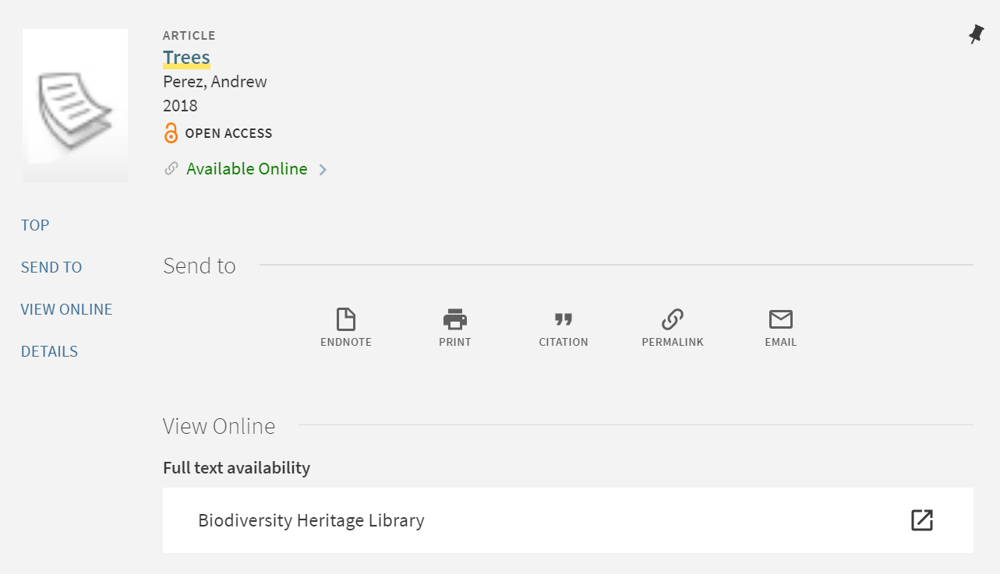 ARTICLE
Trees
Perez, Andrew
2018
OPEN ACCESS
Available Online
TOP
SEND TO
VIEW ONLINE
DETAILS
Send to
ENDNOTE
PRINT
CITATION
PERMALINK
EMAIL
View Online
Full text availability
Biodiversity Heritage Library